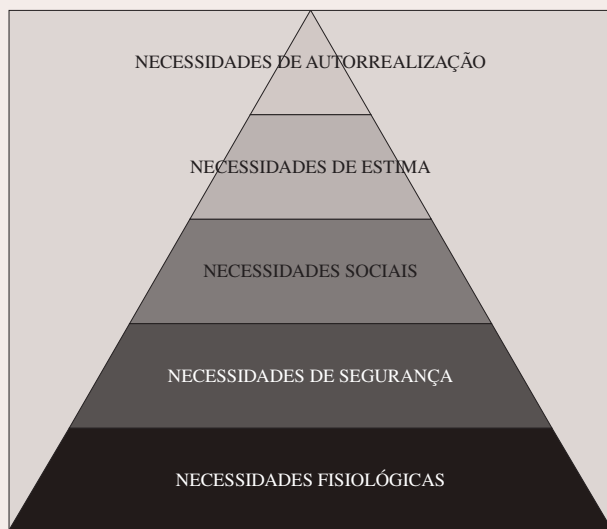 NECESSIDADES DE AUTORREALIZAÇÃO
NECESSIDADES DE ESTIMA
NECESSIDADES SOCIAIS
NECESSIDADES DE SEGURANÇA
NECESSIDADES FISIOLÓGICAS